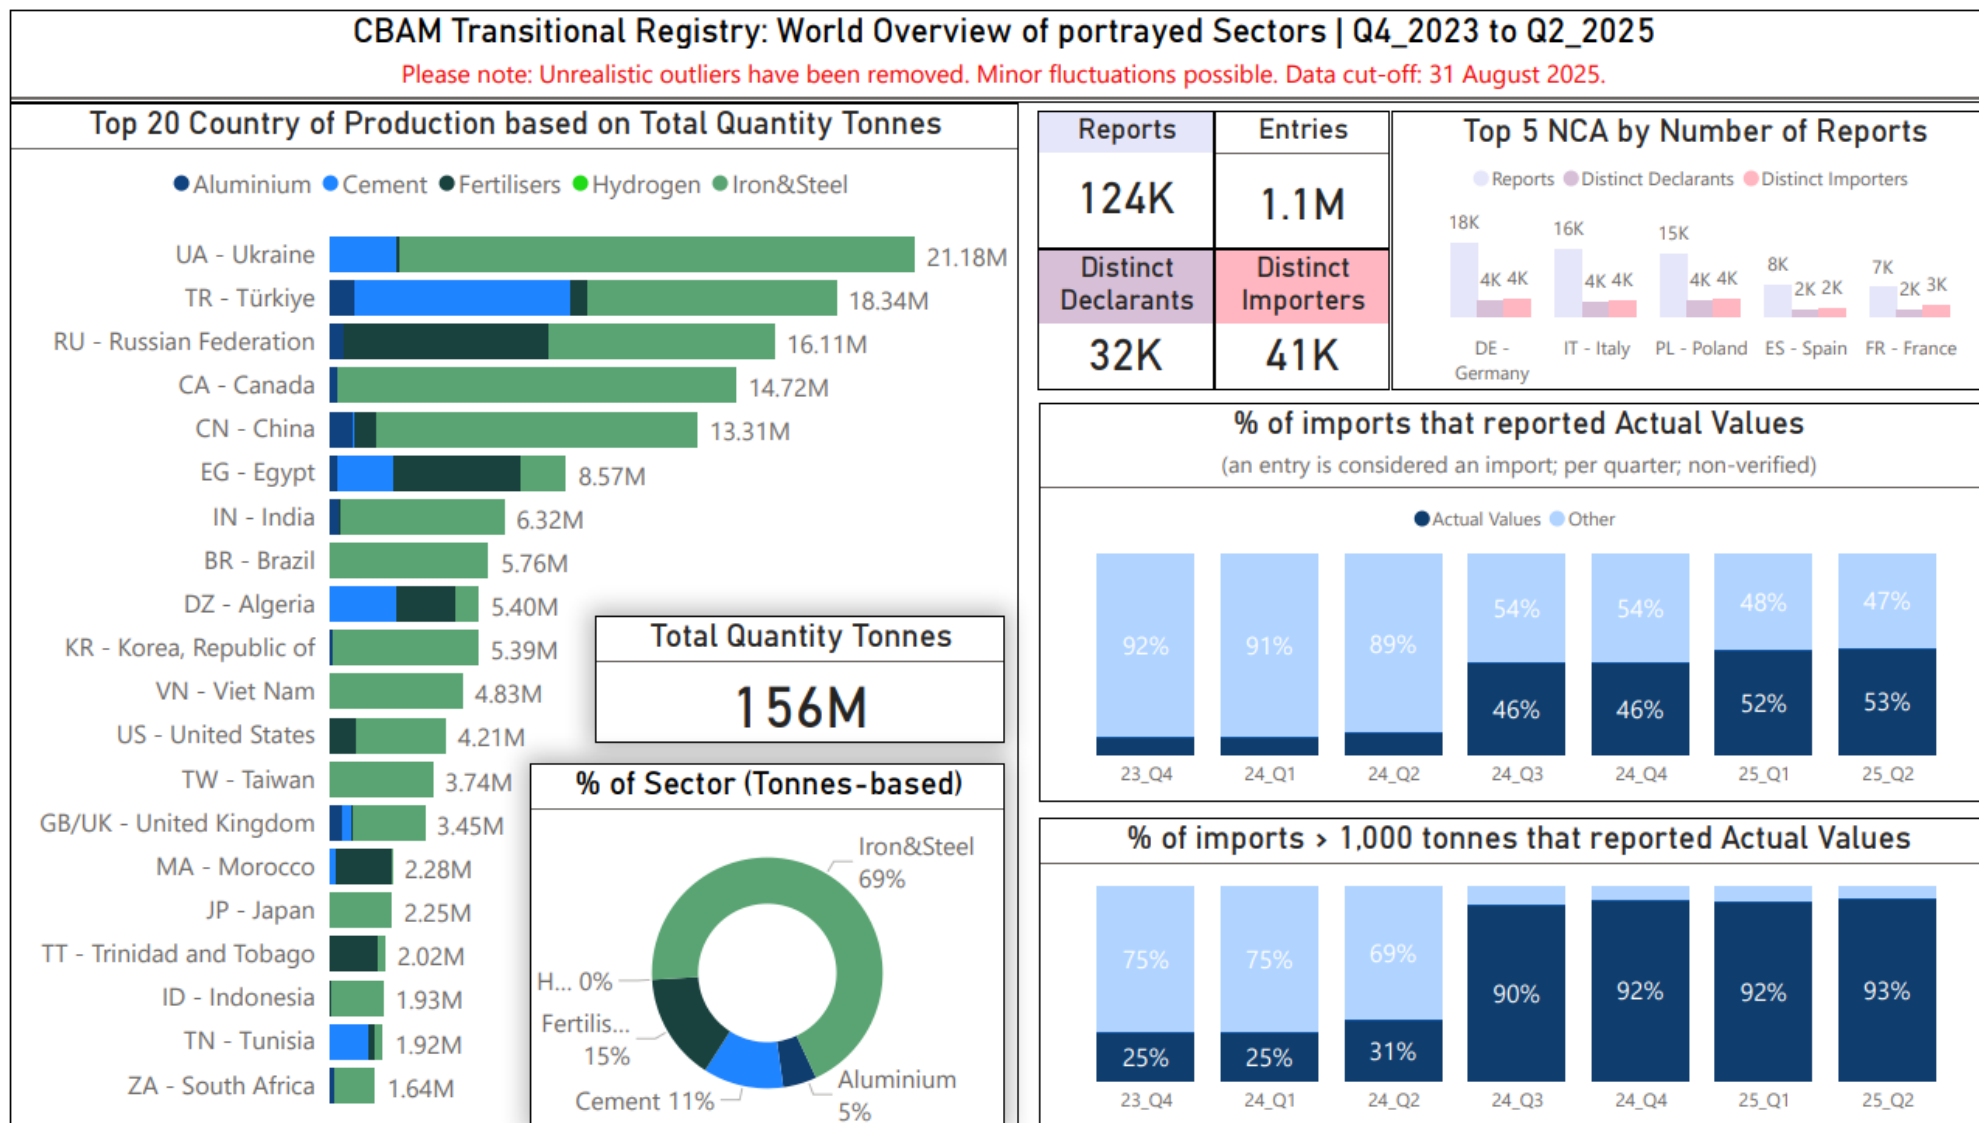 CBAM Transitional Registry: World Overview of portrayed Sectors | Q4_2023 to Q2_2025
Please note: Unrealistic outliers have been removed. Minor fluctuations possible. Data cut-off: 31 August 2025.
Top 20 Country of Production based on Total Quantity Tonnes
Aluminium Cement Fertilisers Hydrogen Iron&Steel
UA - Ukraine 21.18M
TR - Türkiye 18.34M
RU - Russian Federation 16.11M
CA - Canada 14.72M
CN - China 13.31M
EG - Egypt 8.57M
IN - India 6.32M
BR - Brazil 5.76M
DZ - Algeria 5.40M
KR - Korea, Republic of 5.39M
VN - Viet Nam 4.83M
US - United States 4.21M
TW - Taiwan 3.74M
GB/UK - United Kingdom 3.45M
MA - Morocco 2.28M
JP - Japan 2.25M
TT - Trinidad and Tobago 2.02M
ID - Indonesia 1.93M
TN - Tunisia 1.92M
ZA - South Africa 1.64M
Total Quantity Tonnes
156M
% of Sector (Tonnes-based)
Iron&Steel
69%
H... 0%
Fertilis...
15%
Cement 11%
Aluminium
5%
Reports
124K
Entries
1.1M
Distinct
Declarants
32K
Distinct
Importers
41K
Top 5 NCA by Number of Reports
Reports Distinct Declarants Distinct Importers
18K 4K 4K
16K 4K 4K
15K 4K 4K
8K 2K 2K
7K 2K 3K
DE -
Germany
IT - Italy
PL - Poland
ES - Spain
FR - France
% of imports that reported Actual Values
(an entry is considered an import; per quarter; non-verified)
Actual Values Other
92% 91% 89% 54% 54% 48% 47%
46% 46% 52% 53%
23_Q4 24_Q1 24_Q2 24_Q3 24_Q4 25_Q1 25_Q2
% of imports > 1,000 tonnes that reported Actual Values
75% 75% 69%
25% 25% 31% 90% 92% 92% 93%
23_Q4 24_Q1 24_Q2 24_Q3 24_Q4 25_Q1 25_Q2